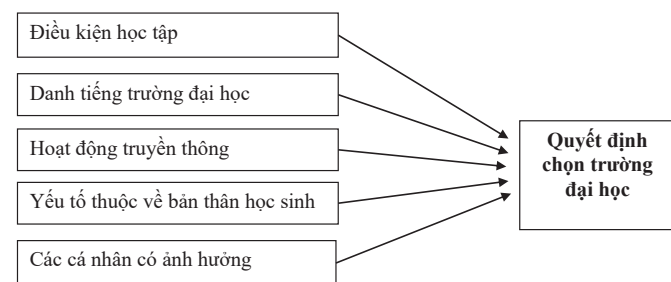 Điều kiện học tập
Danh tiếng trường đại học
Hoạt động truyền thông
Yếu tố thuộc về bản thân học sinh
Các cá nhân có ảnh hưởng
Quyết định
chọn trường
đại học